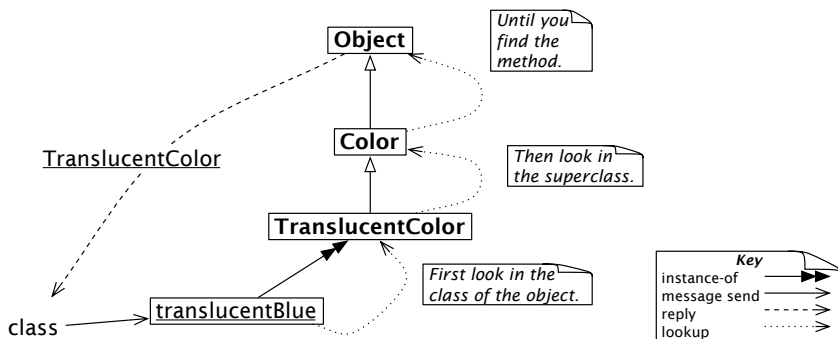 Object
Until you
find the
method.
Color
TranslucentColor
Then look in
the superclass.
TranslucentColor
First look in the
class of the object.
Key
instance-of
message send
reply
lookup
translucentBlue
class